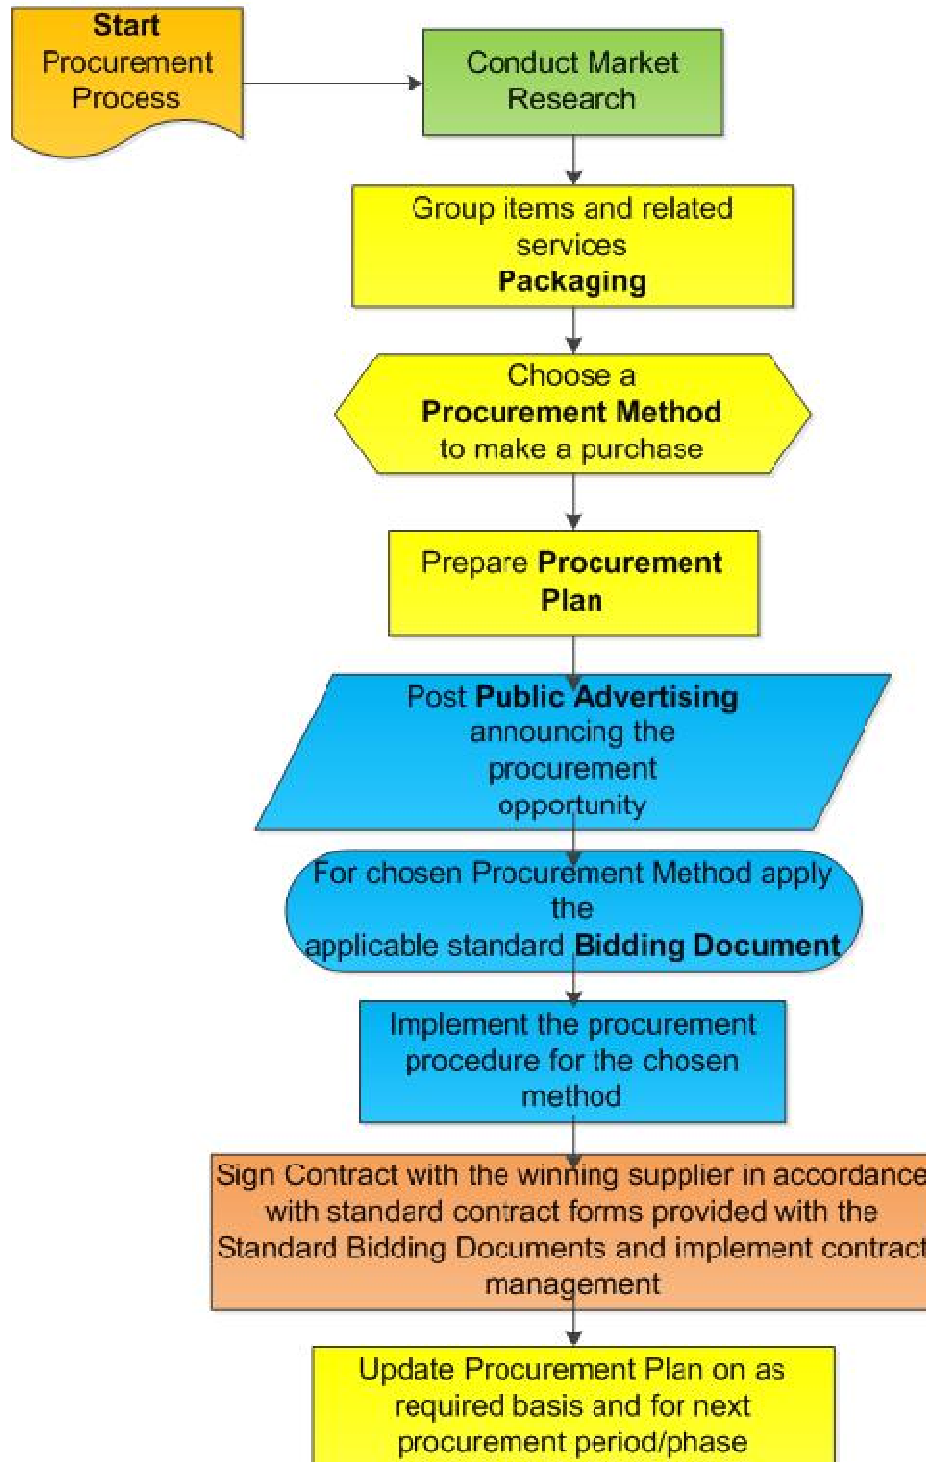 Start
Procurement
Process
Conduct Market
Research
Group items and related
services
Packaging
Choose a
Procurement Method
to make a purchase
Prepare Procurement
Plan
Post Public Advertising
announcing the
procurement
opportunity
For chosen Procurement Method apply
the
applicable standard Bidding Document
Implement the procurement
procedure for the chosen
method
Sign Contract with the winning supplier in accordance
with standard contract forms provided with the
Standard Bidding Documents and implement contract
management
Update Procurement Plan on as
required basis and for next
procurement period/phase